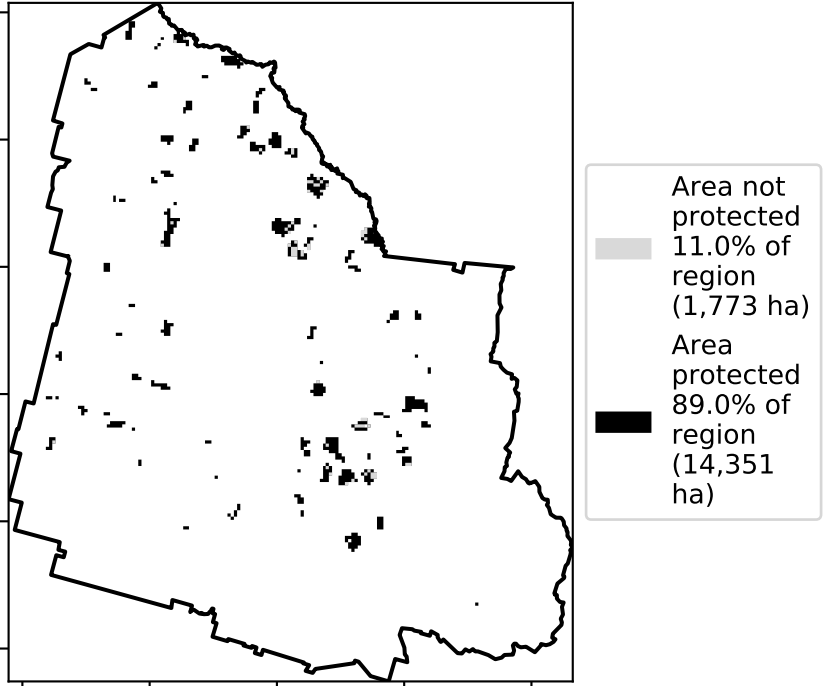 Area not
protected
11.0% of
region
(1,773 ha)
Area
protected
89.0% of
region
(14,351
ha)